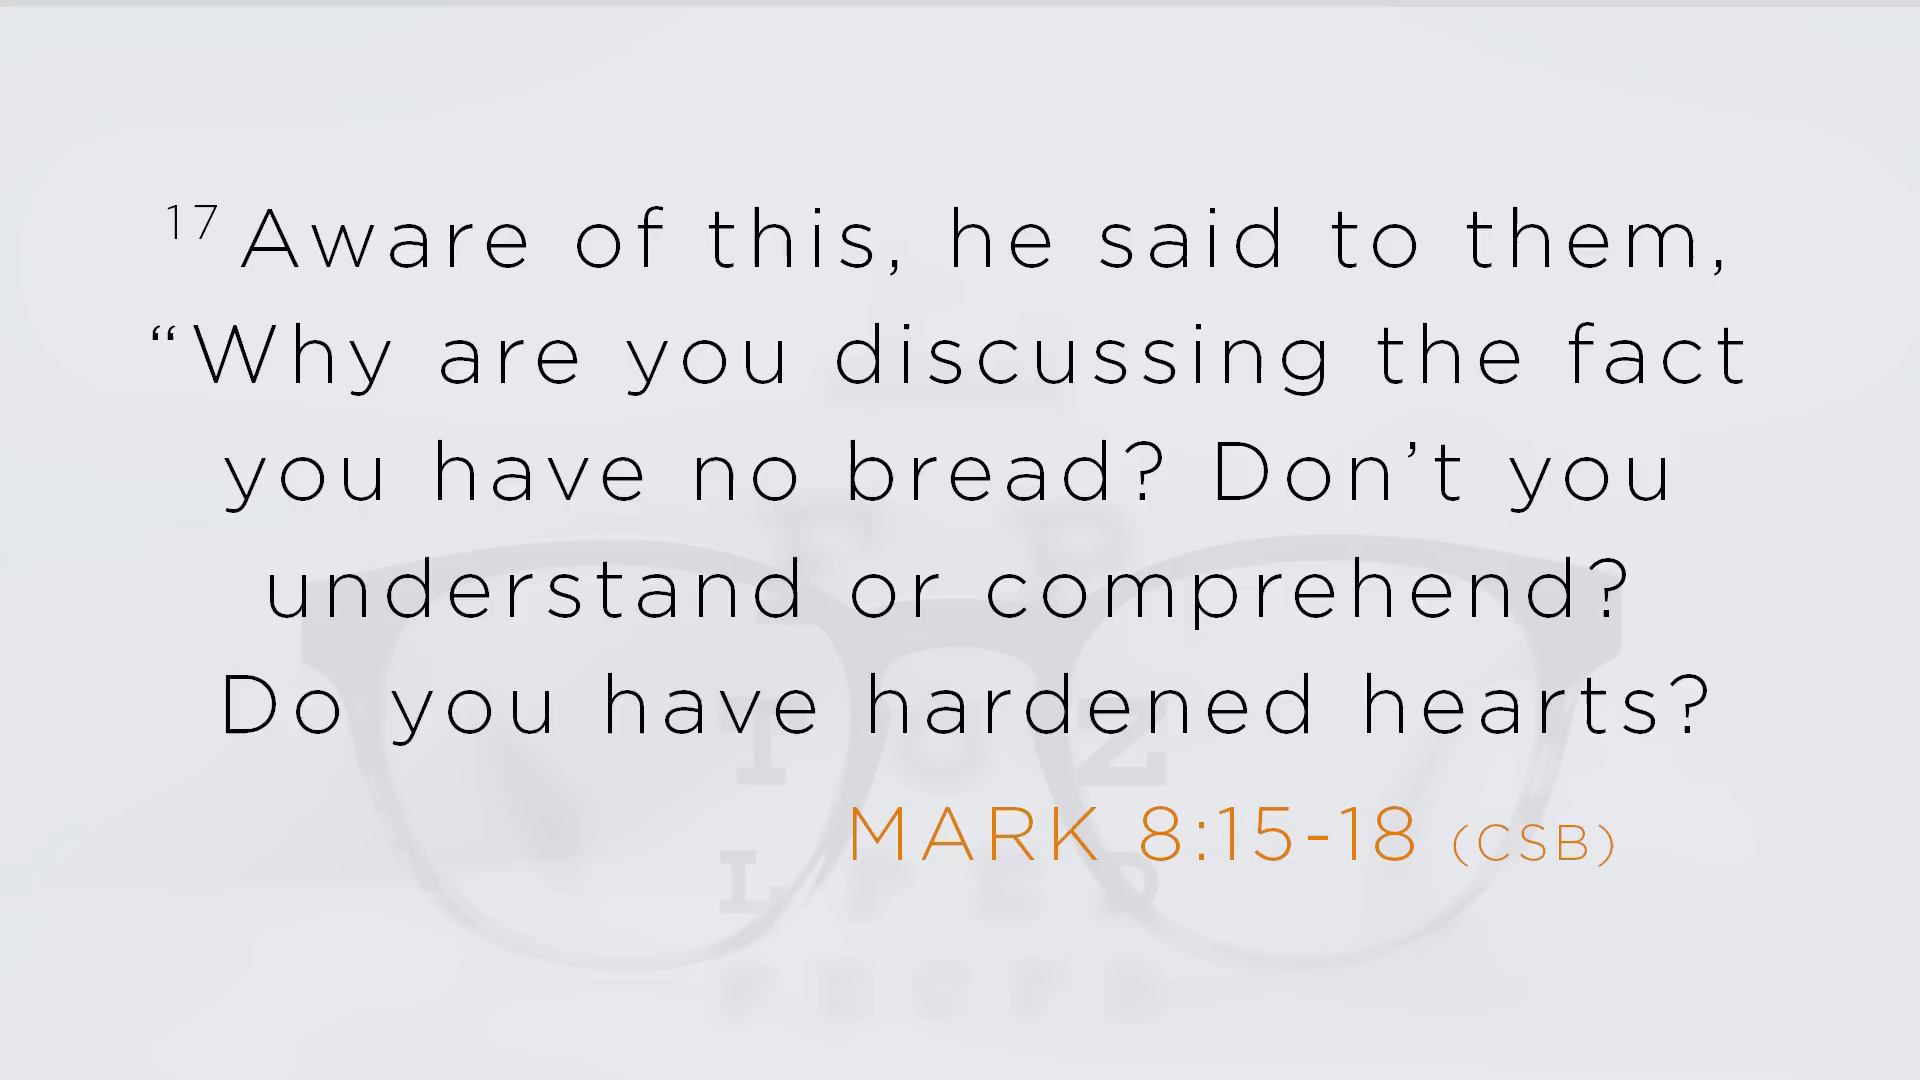 17 Aware of this, he said to them,
“Why are you discussing the fact
you have no bread? Don’t you
understand or comprehend?
Do you have hardened hearts?
MARK 8:15-18 (CSB)